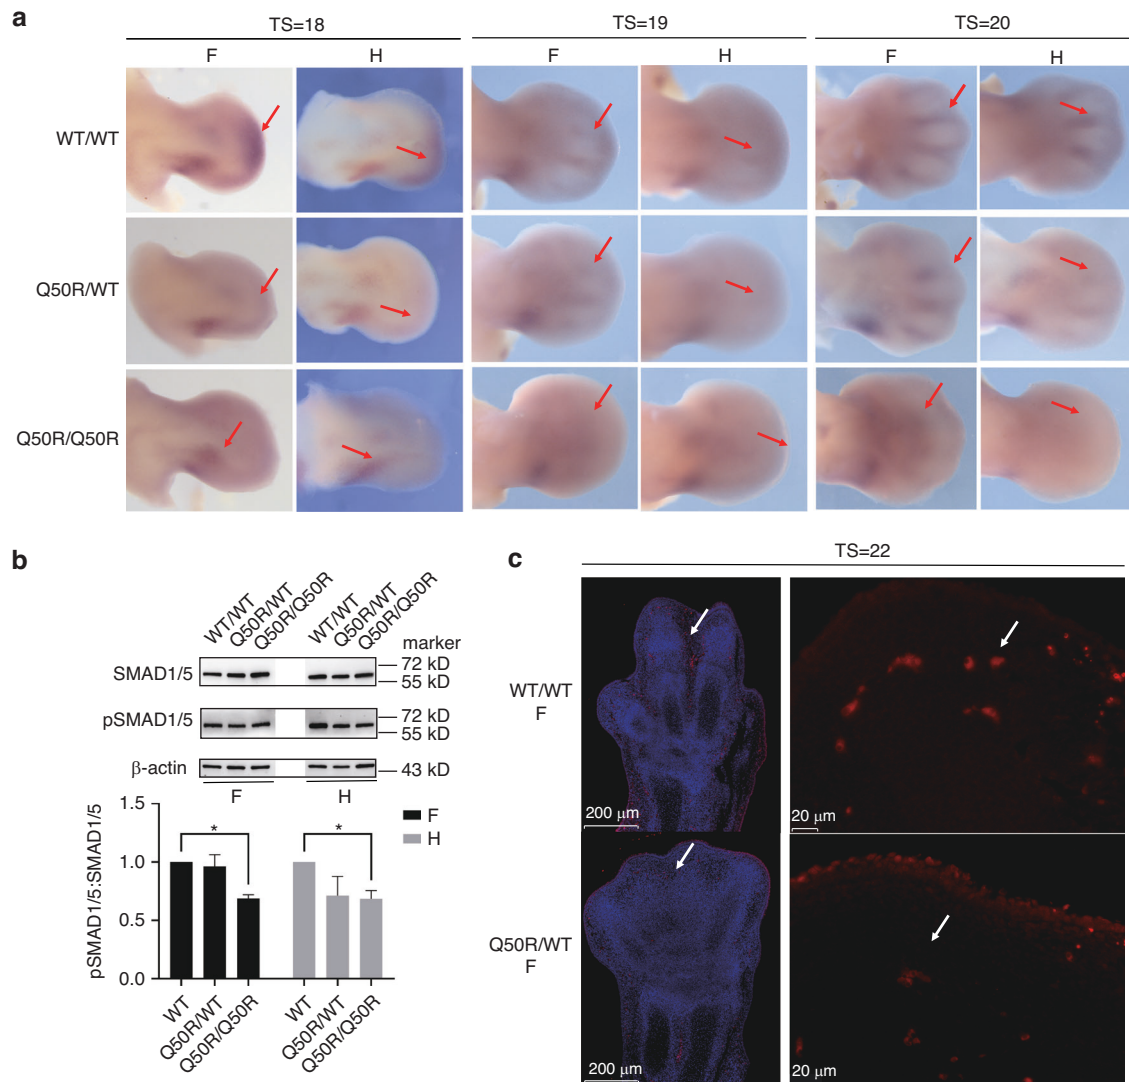 a
TS=18 TS=19 TS=20
F H F H F H
WT/WT
Q50R/WT
Q50R/Q50R
b
WT/WT Q50R/WT Q50R/Q50R WT/WT Q50R/WT Q50R/Q50R
marker
SMAD1/5
72 kD
55 kD
pSMAD1/5
72 kD
55 kD
β-actin
43 kD
F H
pSMAD1/5:SMAD1/5
1.5
1.0
0.5
0.0
* *
F
H
WT Q50R/WT Q50R/Q50R WT Q50R/WT Q50R/Q50R
c
TS=22
WT/WT
F
200 µm
20 µm
Q50R/WT
F
200 µm
20 µm